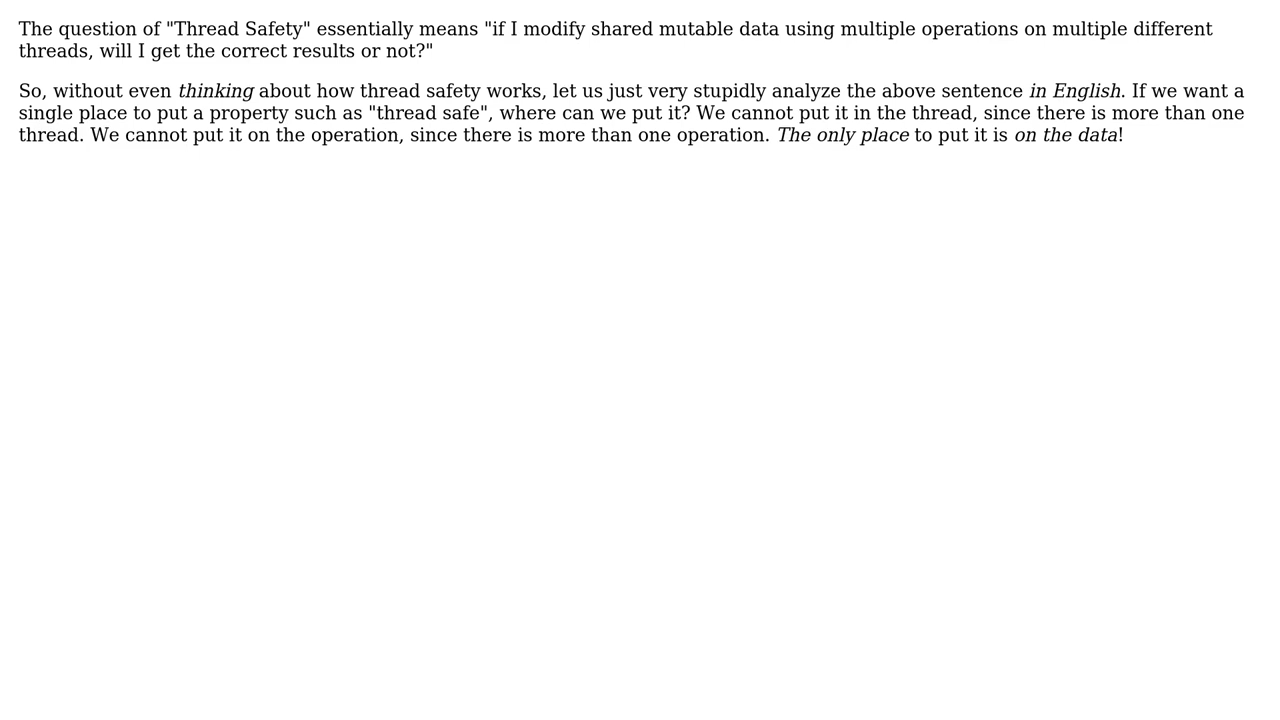 The question of "Thread Safety" essentially means "if I modify shared mutable data using multiple operations on multiple different
threads, will I get the correct results or not?"
So, without even thinking about how thread safety works, let us just very stupidly analyze the above sentence in English. If we want a
single place to put a property such as "thread safe", where can we put it? We cannot put it in the thread, since there is more than one
thread. We cannot put it on the operation, since there is more than one operation. The only place to put it is on the data!